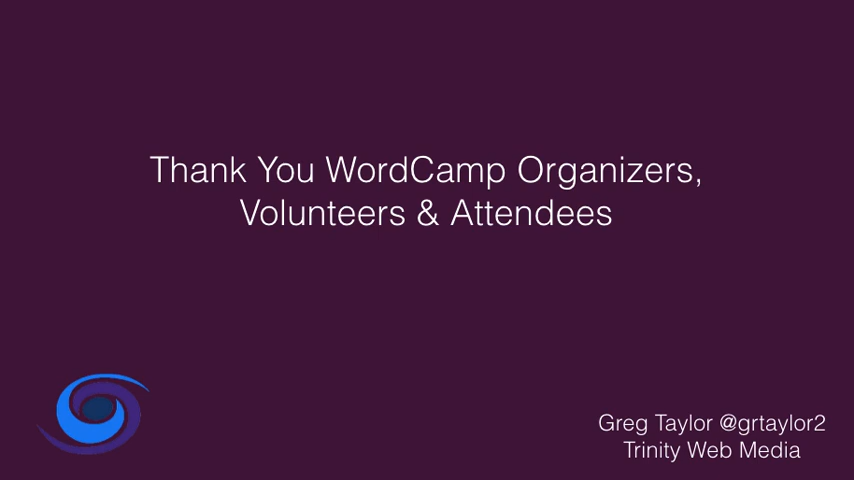 Thank You WordCamp Organizers,
Volunteers & Attendees
Greg Taylor @grtaylor2
Trinity Web Media